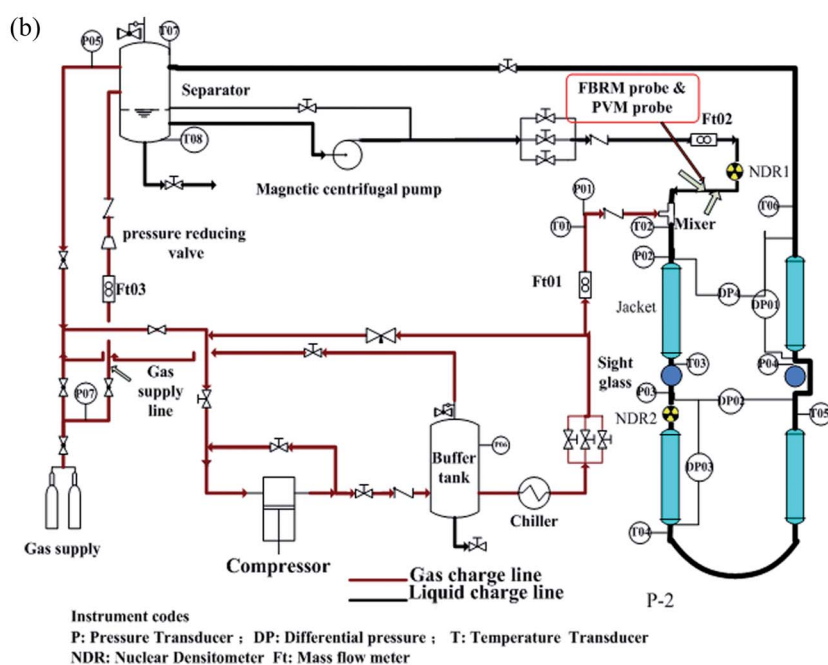 (b)
P05
T07
Separator
T08
FBRM probe &
PVM probe
Ft02
NDR1
Magnetic centrifugal pump
P01
T01
T02
Mixer
T06
pressure reducing
valve
P02
Ft01
Ft03
DP4
DP01
Jacket
Gas
supply
line
Sight
glass
T03
P04
P07
P03
DP02
NDR2
T05
Buffer
tank
P06
DP03
Chiller
T04
Gas supply
Compressor
Gas charge line
Liquid charge line
P-2
Instrument codes
P: Pressure Transducer ; DP: Differential pressure ; T: Temperature Transducer
NDR: Nuclear Densitometer Ft: Mass flow meter